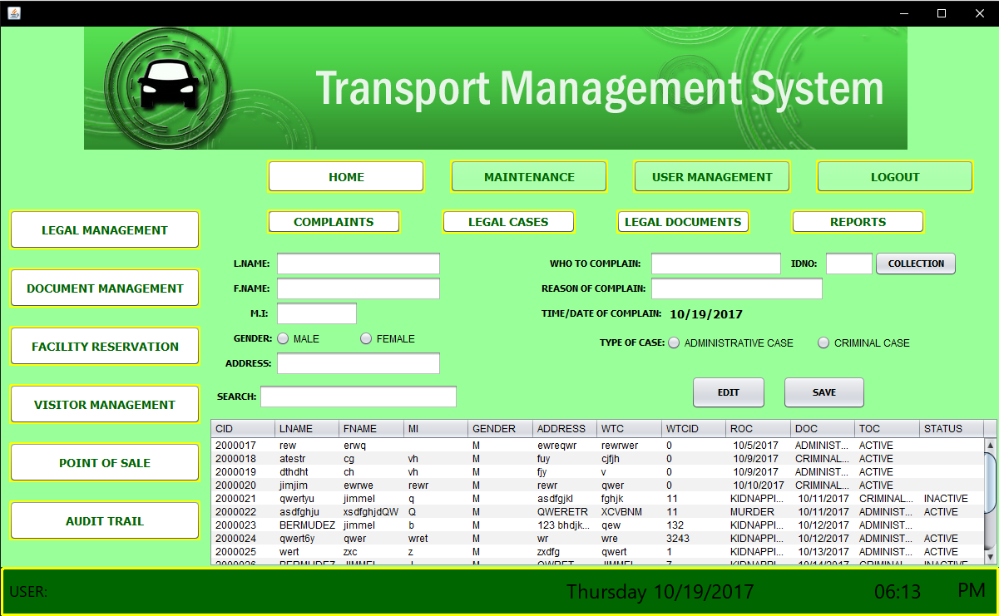 Transport Management System
HOME MAINTENANCE USER MANAGEMENT LOGOUT
COMPLAINTS LEGAL CASES LEGAL DOCUMENTS REPORTS
LEGAL MANAGEMENT
DOCUMENT MANAGEMENT
FACILITY RESERVATION
VISITOR MANAGEMENT
POINT OF SALE
AUDIT TRAIL
L.NAME: WHO TO COMPLAIN: IDNO: COLLECTION
F.NAME: REASON OF COMPLAIN:
M.I: TIME/DATE OF COMPLAIN: 10/19/2017
GENDER: MALE FEMALE TYPE OF CASE: ADMINISTRATIVE CASE CRIMINAL CASE
ADDRESS:
SEARCH: EDIT SAVE
CID LNAME FNAME MI GENDER ADDRESS WTC WTCID ROC DOC TOC STATUS
2000017 rew erwq M ewreqwr rewrwer 0 10/5/2017 ADMINIST... ACTIVE
2000018 atestr cg vh M fuy cjfjh 0 10/9/2017 CRIMINAL... ACTIVE
2000019 dthdht ch vh M fjy v 0 10/9/2017 ADMINIST... ACTIVE
2000020 jimjim ewrwe rewr M rewr qwer 0 10/10/2017 CRIMINAL... ACTIVE
2000021 qwertyu jimmel q M asdfgjkl fghjk 11 KIDNAPPI... 10/11/2017 CRIMINAL... INACTIVE
2000022 asdfghju xsdfghjdQW Q M QWERETR XCVBNM 11 MURDER 10/11/2017 ADMINIST... ACTIVE
2000023 BERMUDEZ jimmel b M 123 bhdjk... qew 132 KIDNAPPI... 10/12/2017 ADMINIST...
2000024 qwert6y qwer wret M wr wre 3243 KIDNAPPI... 10/12/2017 ADMINIST... ACTIVE
2000025 wert zxc z M zxdfg qwert 1 KIDNAPPI... 10/13/2017 ADMINIST... ACTIVE
2000026 BERMUDEZ JIMMEL M QWRET JIMMEL 7 KIDNAPPI... 10/14/2017 CRIMINAL... INACTIVE
USER: Thursday 10/19/2017 06:13 PM